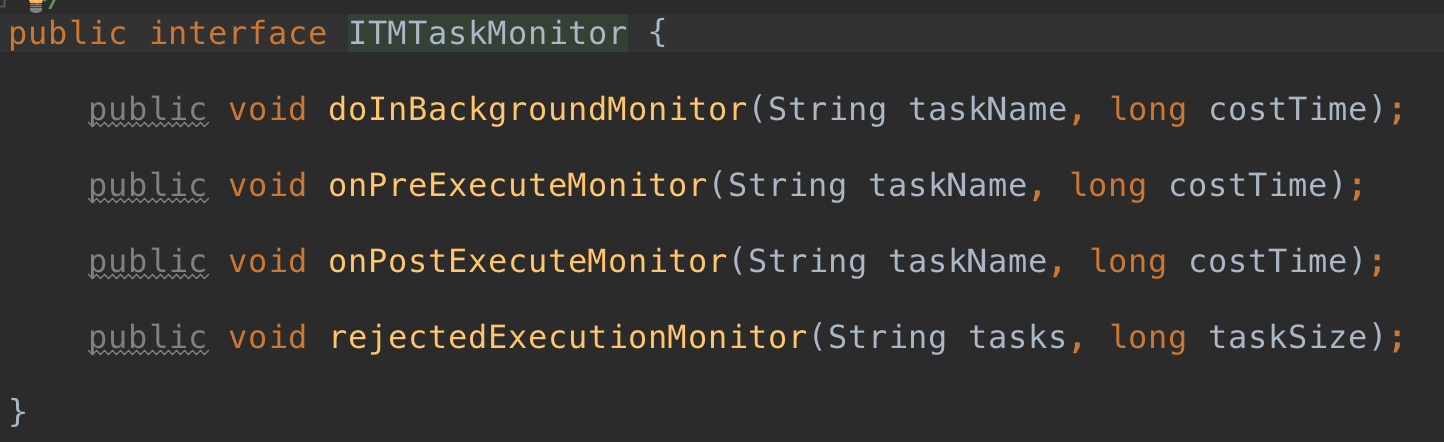 public interface ITMTaskMonitor {
public void doInBackgroundMonitor(String taskName, long costTime);
public void onPreExecuteMonitor(String taskName, long costTime);
public void onPostExecuteMonitor(String taskName, long costTime);
public void rejectedExecutionMonitor(String tasks, long taskSize);
}